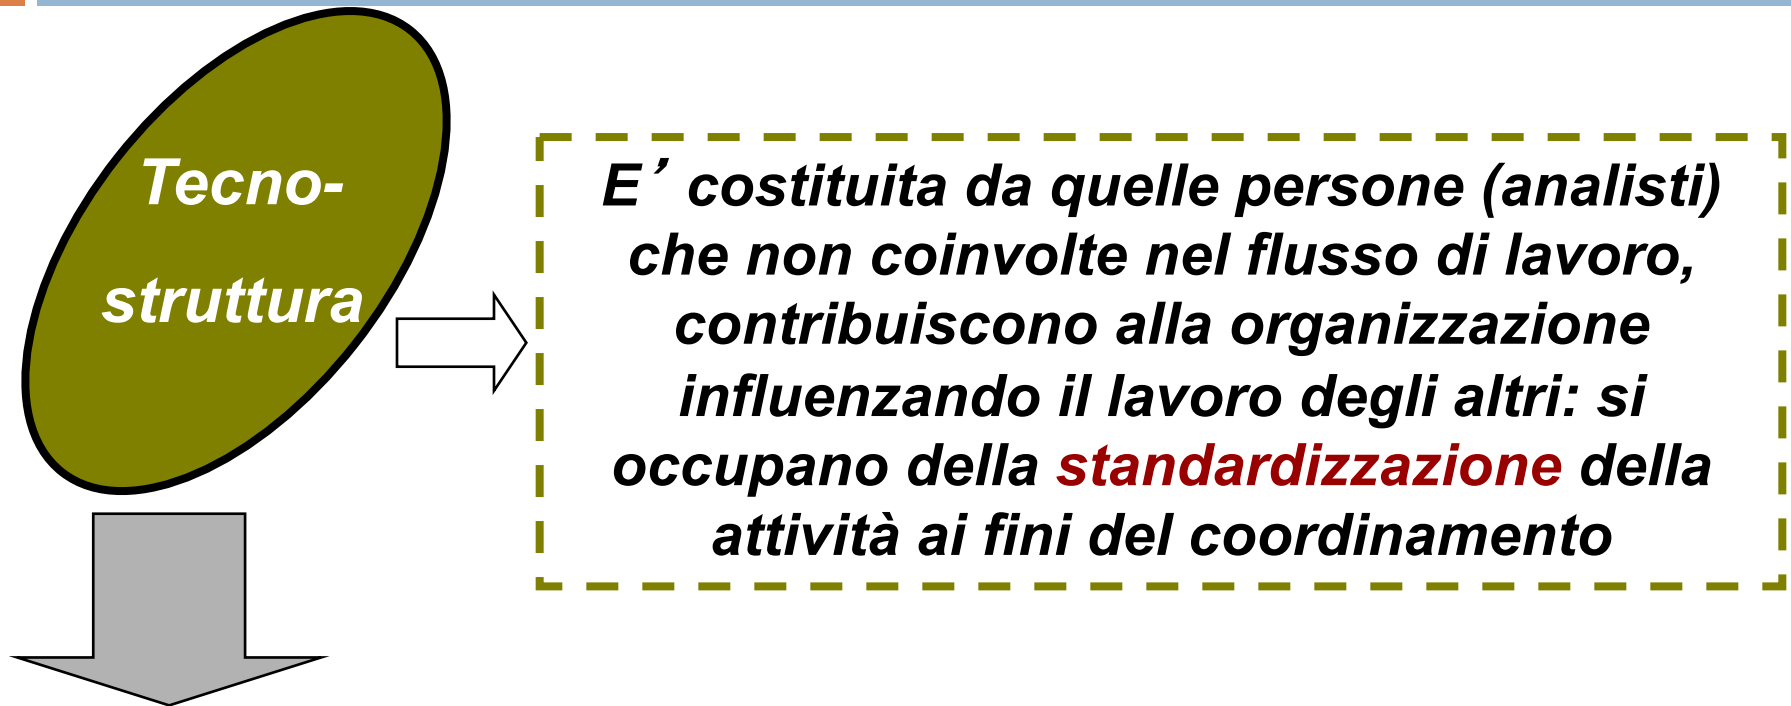 Tecno-
struttura
E’ costituita da quelle persone (analisti)
che non coinvolte nel flusso di lavoro,
contribuiscono alla organizzazione
influenzando il lavoro degli altri: si
occupano della standardizzazione della
attività ai fini del coordinamento